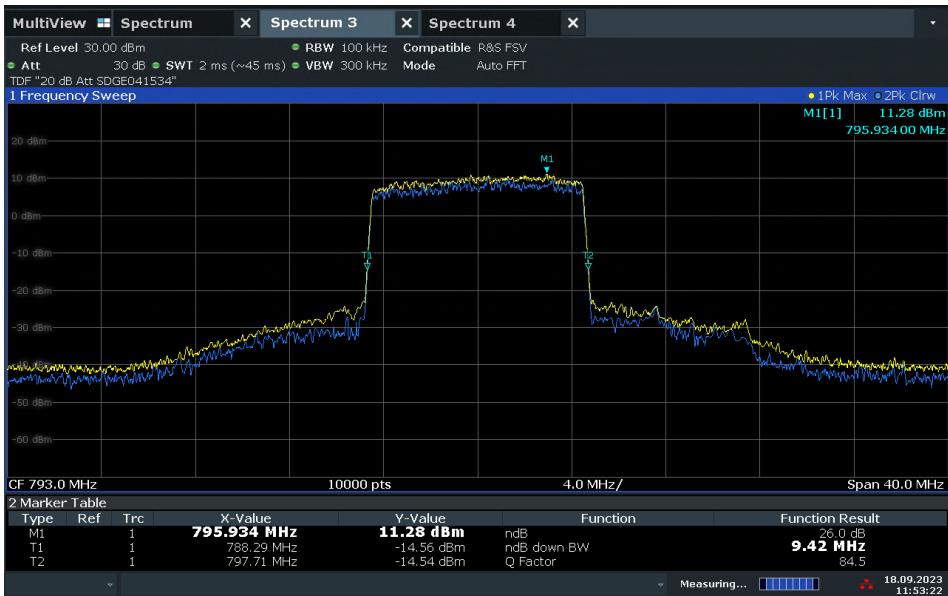 MultiView Spectrum X Spectrum 3 X Spectrum 4 X
Ref Level 30.00 dBm RBW 100 kHz Compatible R&S FSV
Att 30 dB SWT 2 ms (~45 ms) VBW 300 kHz Mode Auto FFT
TDF "20 dB Att SDGE041534"
1 Frequency Sweep 1Pk Max 2Pk Clrw
M1[1] 11.28 dBm
795.93400 MHz
20 dBm
M1
10 dBm
0 dBm
-10 dBm
T1 T2
-20 dBm
-30 dBm
-40 dBm
-50 dBm
-60 dBm
CF 793.0 MHz 10000 pts 4.0 MHz/ Span 40.0 MHz
2 Marker Table
Type Ref Trc X-Value Y-Value Function Function Result
M1 1 795.934 MHz 11.28 dBm ndB 26.0 dB
T1 1 788.29 MHz -14.56 dBm ndB down BW 9.42 MHz
T2 1 797.71 MHz -14.54 dBm Q Factor 84.5
Measuring... 18.09.2023
11:53:22